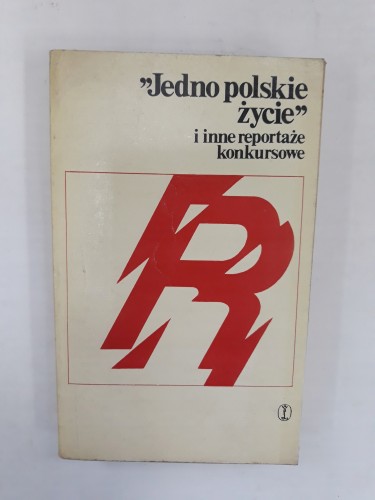 ”Jedno polskie
życie”
i inne reportaże
konkursowe
R